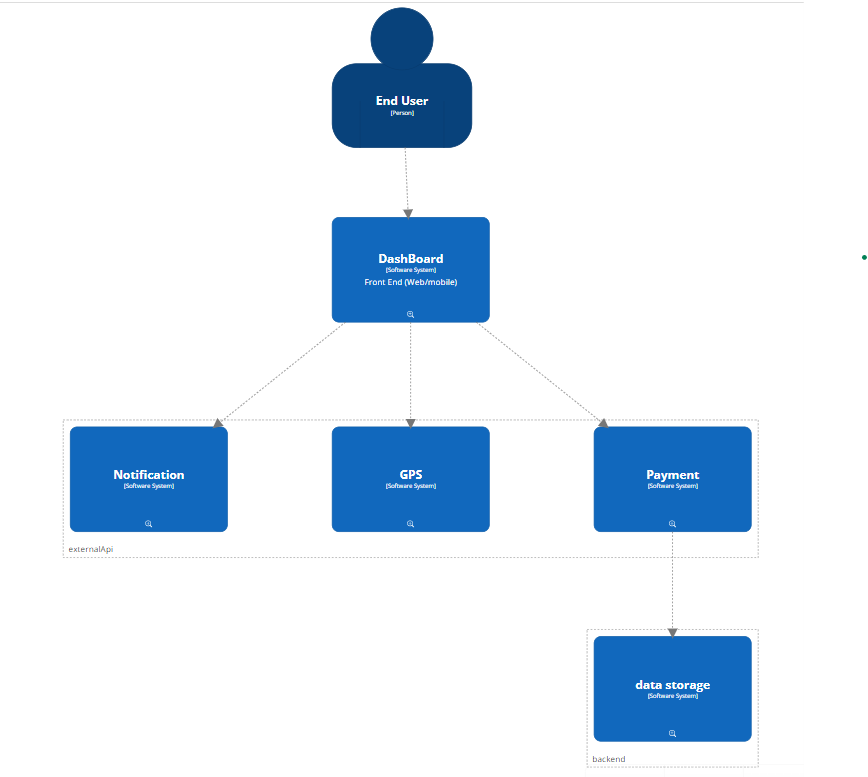 End User
[Person]
DashBoard
[Software System]
Front End (Web/mobile)
Notification
[Software System]
GPS
[Software System]
Payment
[Software System]
externalApi
data storage
[Software System]
backend